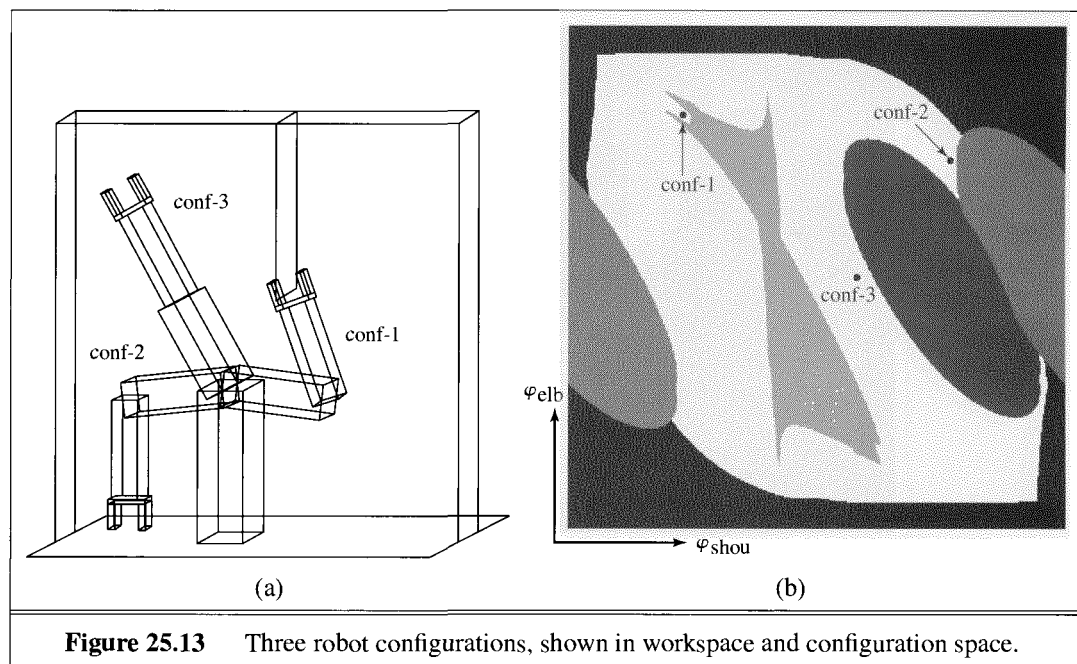 conf-3
conf-1
conf-2
(a)
conf-2
conf-1
conf-3
φelb
φshou
(b)
Figure 25.13 Three robot configurations, shown in workspace and configuration space.